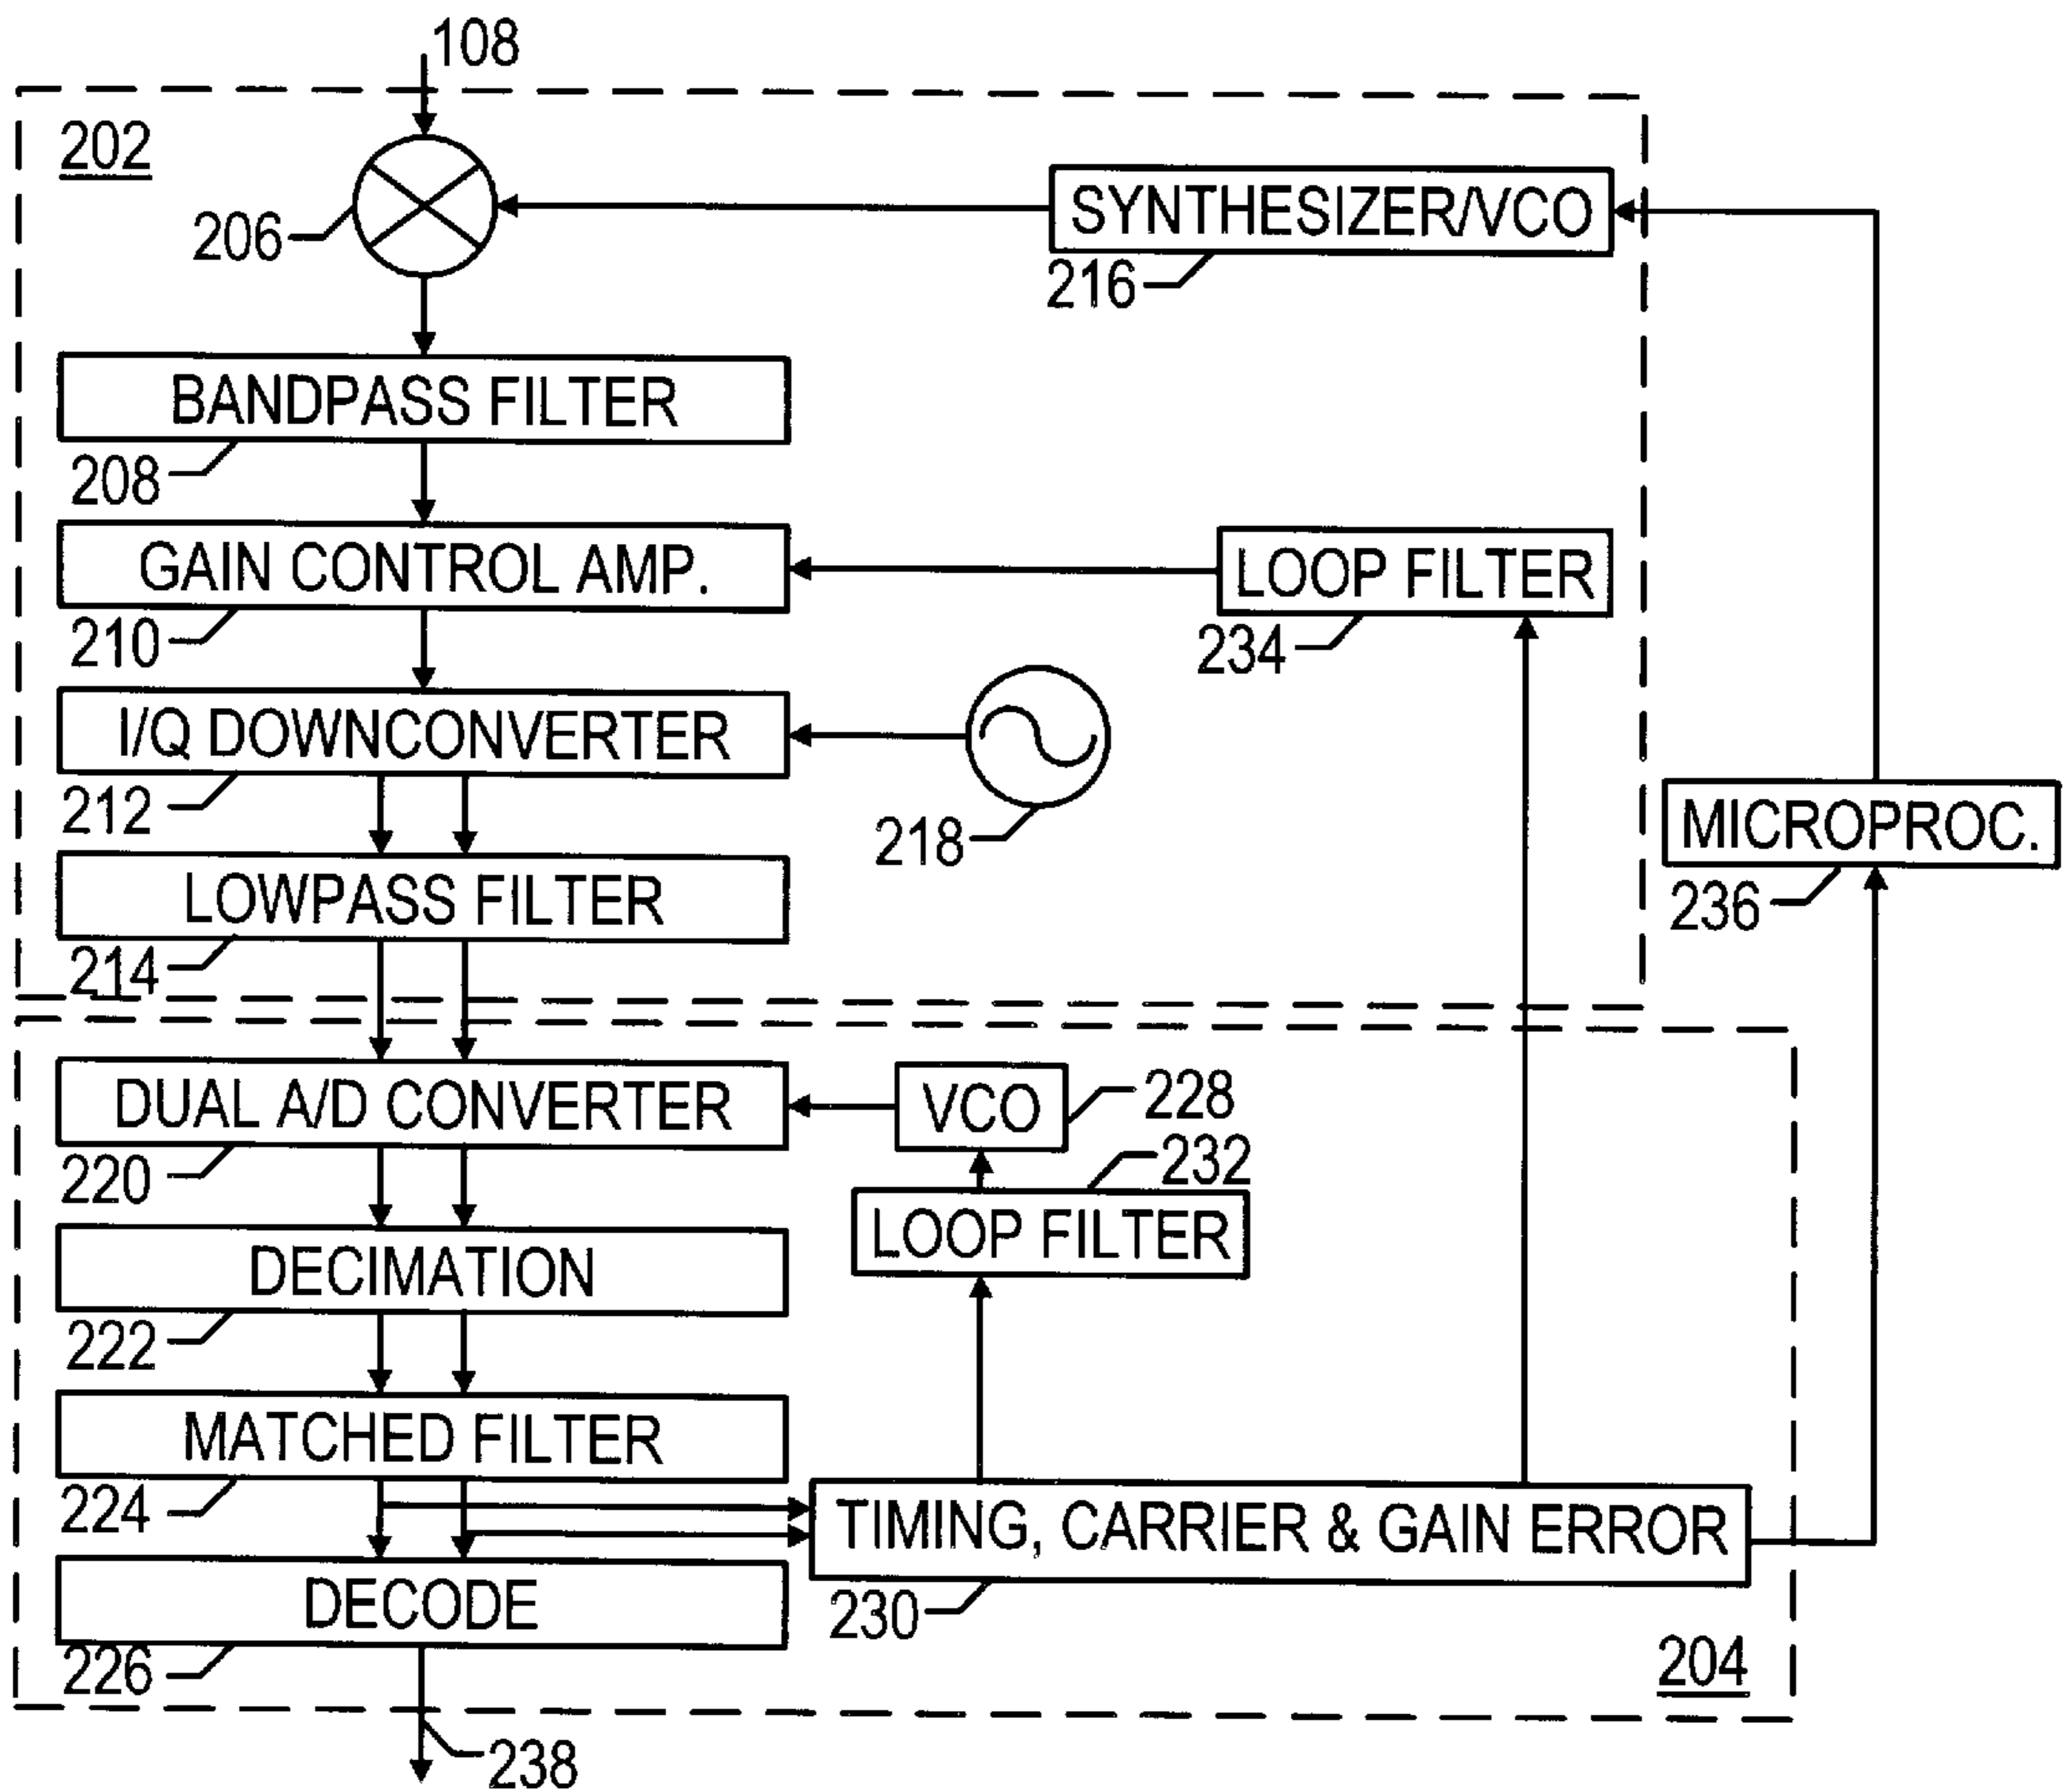 108
202
206
SYNTHESIZER/VCO
216
BANDPASS FILTER
208
GAIN CONTROL AMP.
210
LOOP FILTER
234
I/Q DOWNCONVERTER
212
218
MICROPROC.
236
LOWPASS FILTER
214
DUAL A/D CONVERTER
220
VCO
228
232
LOOP FILTER
DECIMATION
222
MATCHED FILTER
224
TIMING, CARRIER & GAIN ERROR
230
DECODE
226
204
238